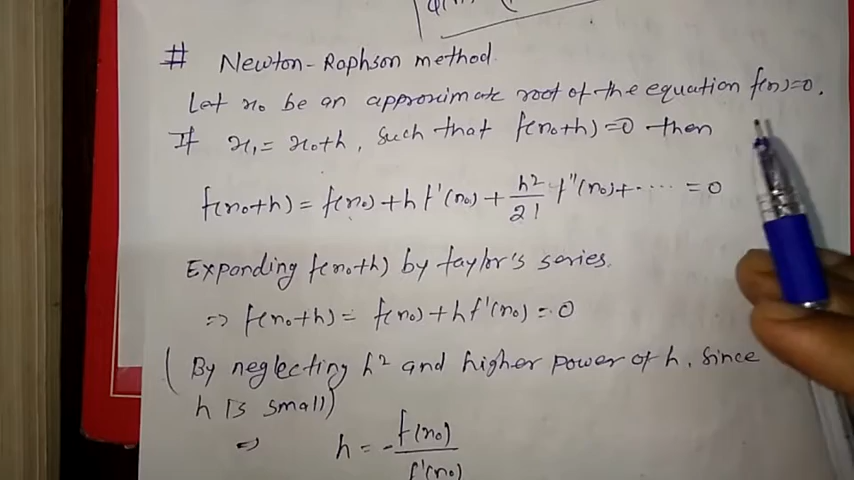 # Newton-Raphson method
Let x₀ be an approximate root of the equation f(x)=0.
If x₁ = x₀+h, such that f(x₀+h)=0 then
f(x₀+h) = f(x₀)+h f'(x₀) + h²/2! f''(x₀)+ ···· = 0
Expanding f(x₀+h) by taylor's series.
⇒ f(x₀+h) = f(x₀)+h f'(x₀) = 0
(By neglecting h² and higher power of h. Since
h is small)
⇒ h = -f(x₀)/f'(x₀)